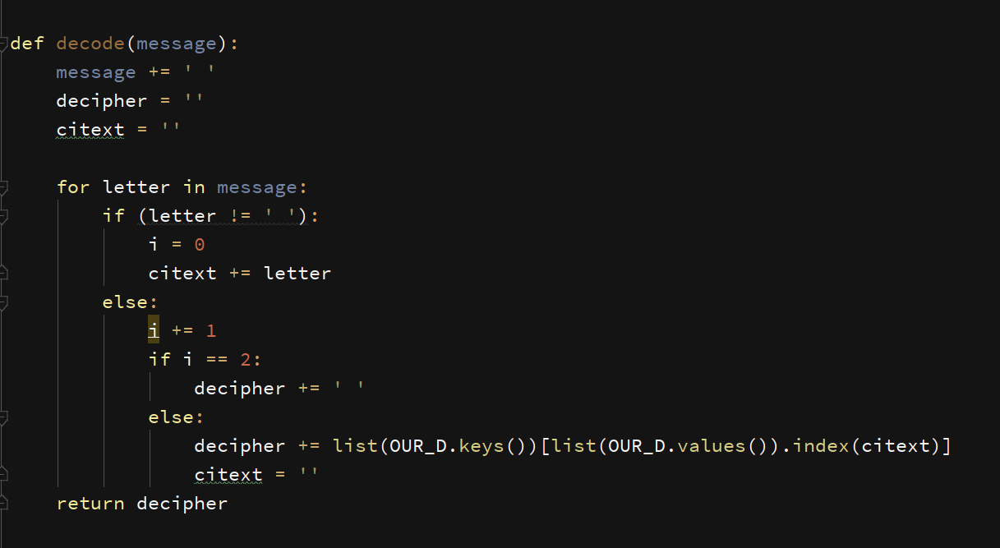 def decode(message):
    message += ' '
    decipher = ''
    citext = ''
    for letter in message:
        if (letter != ' '):
            i = 0
            citext += letter
        else:
            i += 1
            if i == 2:
                decipher += ' '
            else:
                decipher += list(OUR_D.keys())[list(OUR_D.values()).index(citext)]
                citext = ''
    return decipher